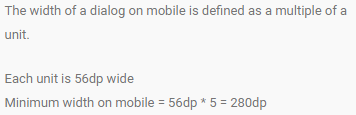 The width of a dialog on mobile is defined as a multiple of a
unit.
Each unit is 56dp wide
Minimum width on mobile = 56dp * 5 = 280dp